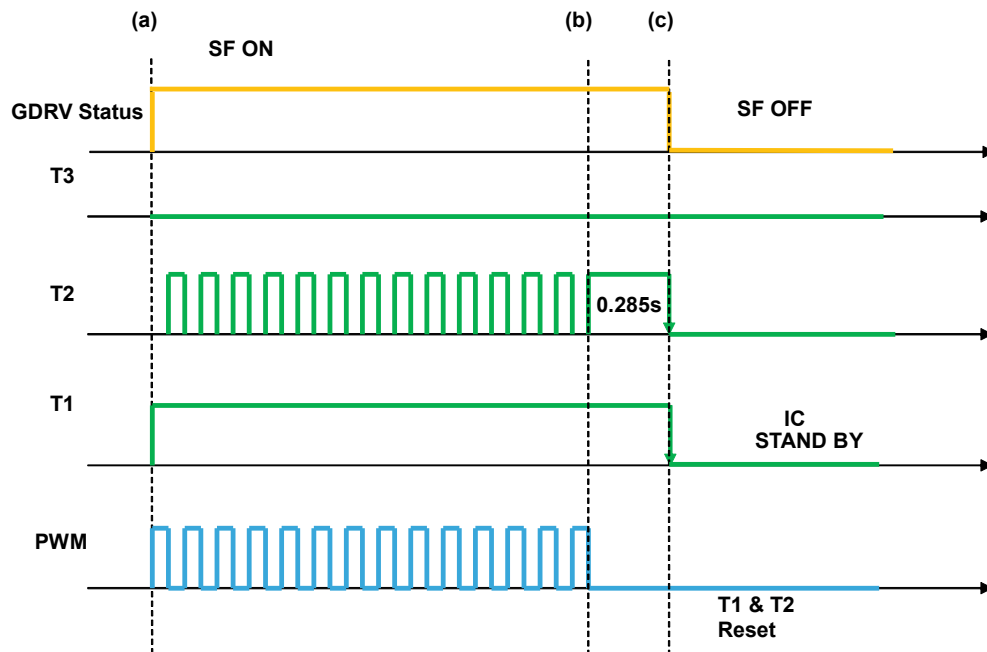 (a)
(b)
(c)
SF ON
GDRV Status
SF OFF
T3
T2
0.285s
T1
IC
STAND BY
PWM
T1 & T2
Reset